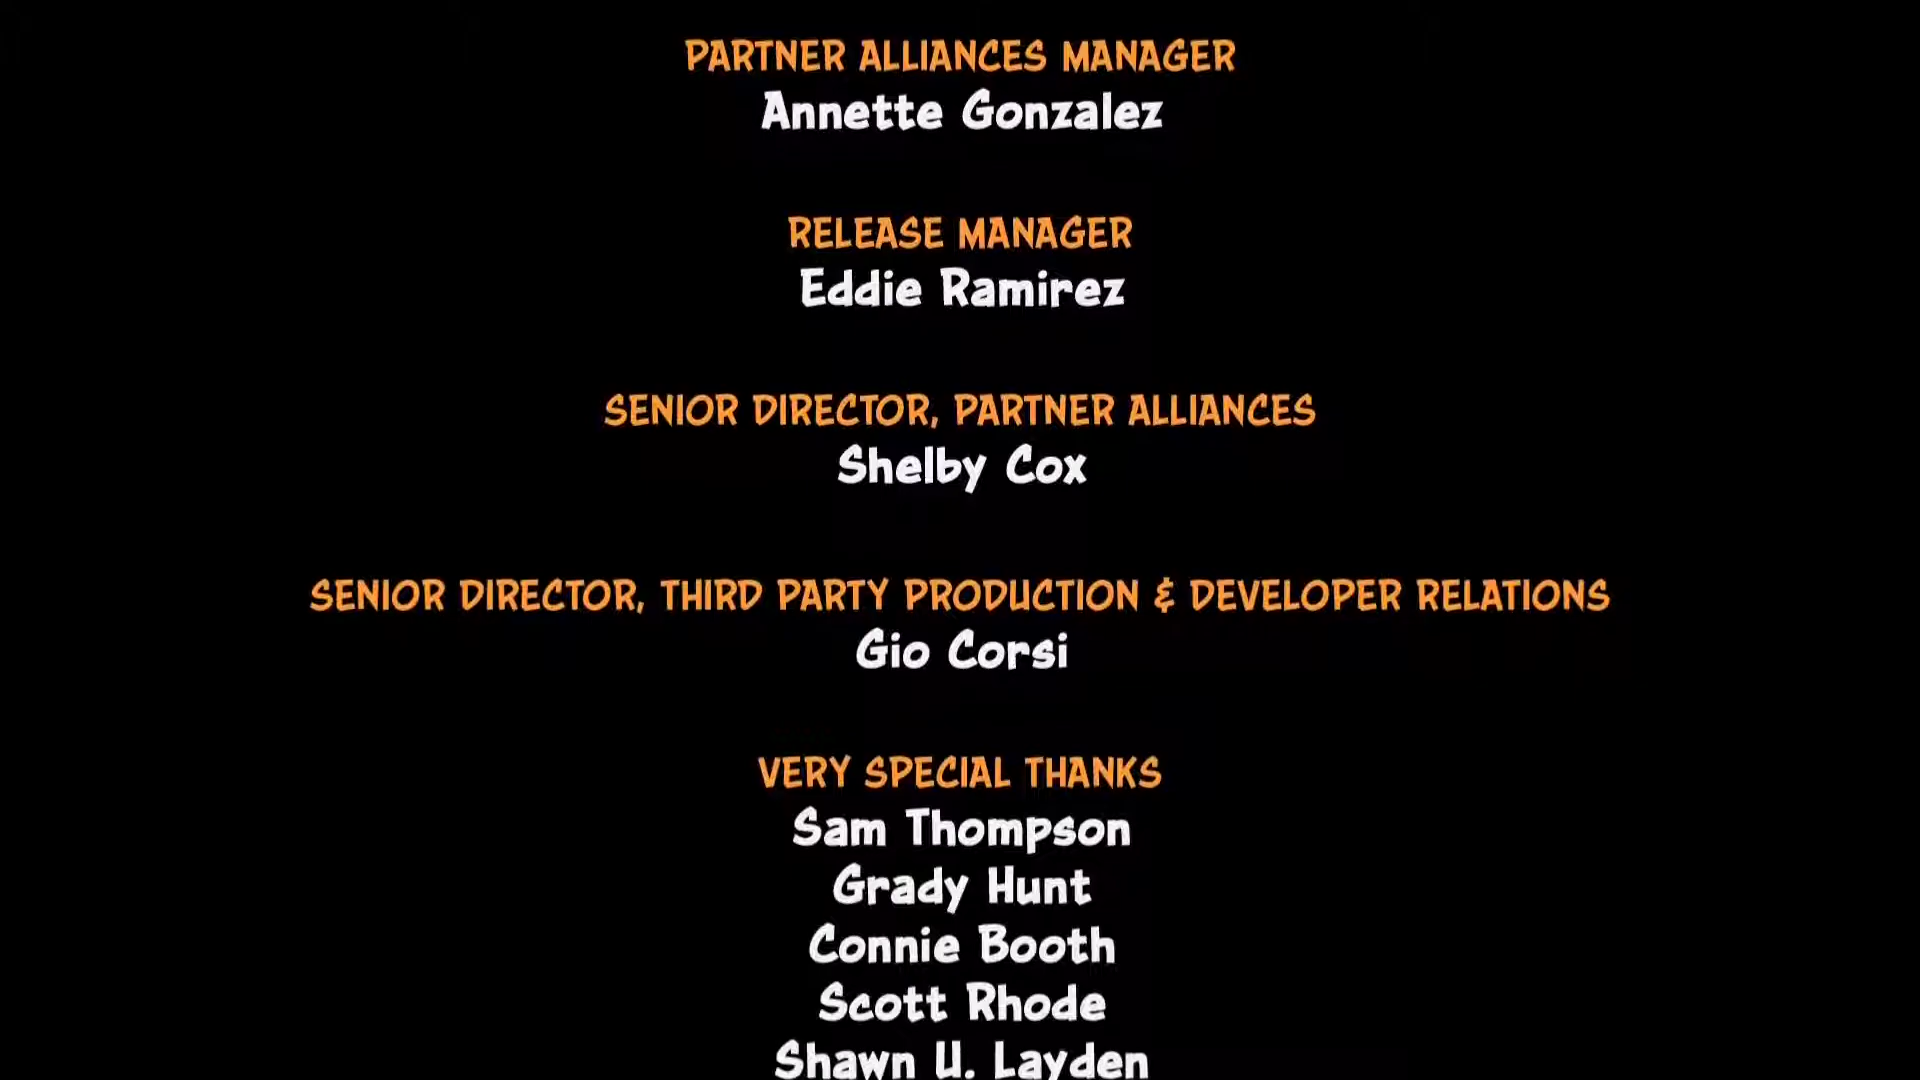 PARTNER ALLIANCES MANAGER
Annette Gonzalez
RELEASE MANAGER
Eddie Ramirez
SENIOR DIRECTOR, PARTNER ALLIANCES
Shelby Cox
SENIOR DIRECTOR, THIRD PARTY PRODUCTION & DEVELOPER RELATIONS
Gio Corsi
VERY SPECIAL THANKS
Sam Thompson
Grady Hunt
Connie Booth
Scott Rhode
Shawn U. Layden